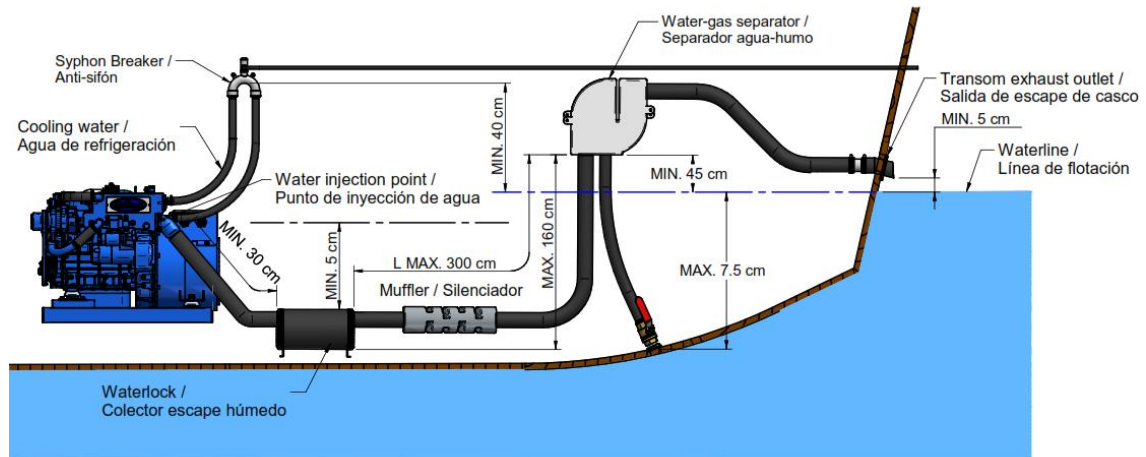 Water-gas separator /
Separador agua-humo
Syphon Breaker /
Anti-sifón
Transom exhaust outlet /
Salida de escape de casco
MIN. 5 cm
Cooling water /
Agua de refrigeración
MIN. 40 cm
Waterline /
Línea de flotación
MIN. 45 cm
Water injection point /
Punto de inyección de agua
MIN. 30 cm
MIN. 5 cm
L MAX. 300 cm
MAX. 160 cm
MAX. 7.5 cm
Muffler / Silenciador
Waterlock /
Colector escape húmedo